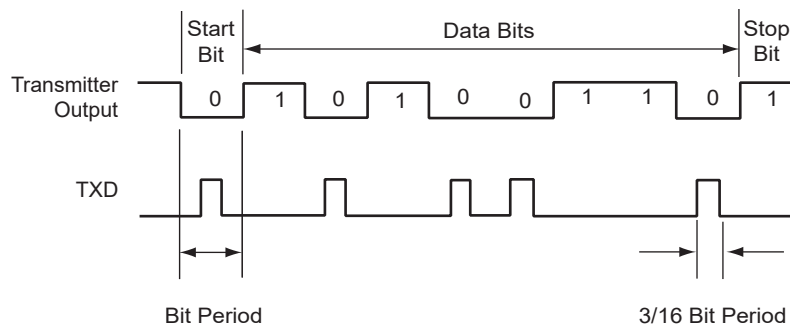 Start
Bit
Data Bits
Stop
Bit
Transmitter
Output
0 1 0 1 0 0 1 1 0 1
TXD
Bit Period
3/16 Bit Period